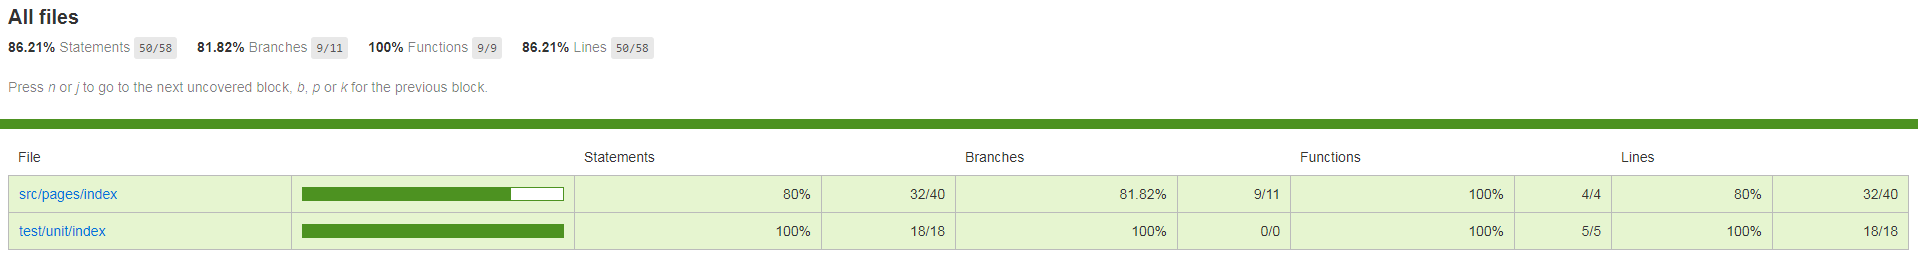 All files
86.21% Statements 50/58 81.82% Branches 9/11 100% Functions 9/9 86.21% Lines 50/58
Press n or j to go to the next uncovered block, b, p or k for the previous block.
File Statements Branches Functions Lines
src/pages/index 80% 32/40 81.82% 9/11 100% 4/4 80% 32/40
test/unit/index 100% 18/18 100% 0/0 100% 5/5 100% 18/18